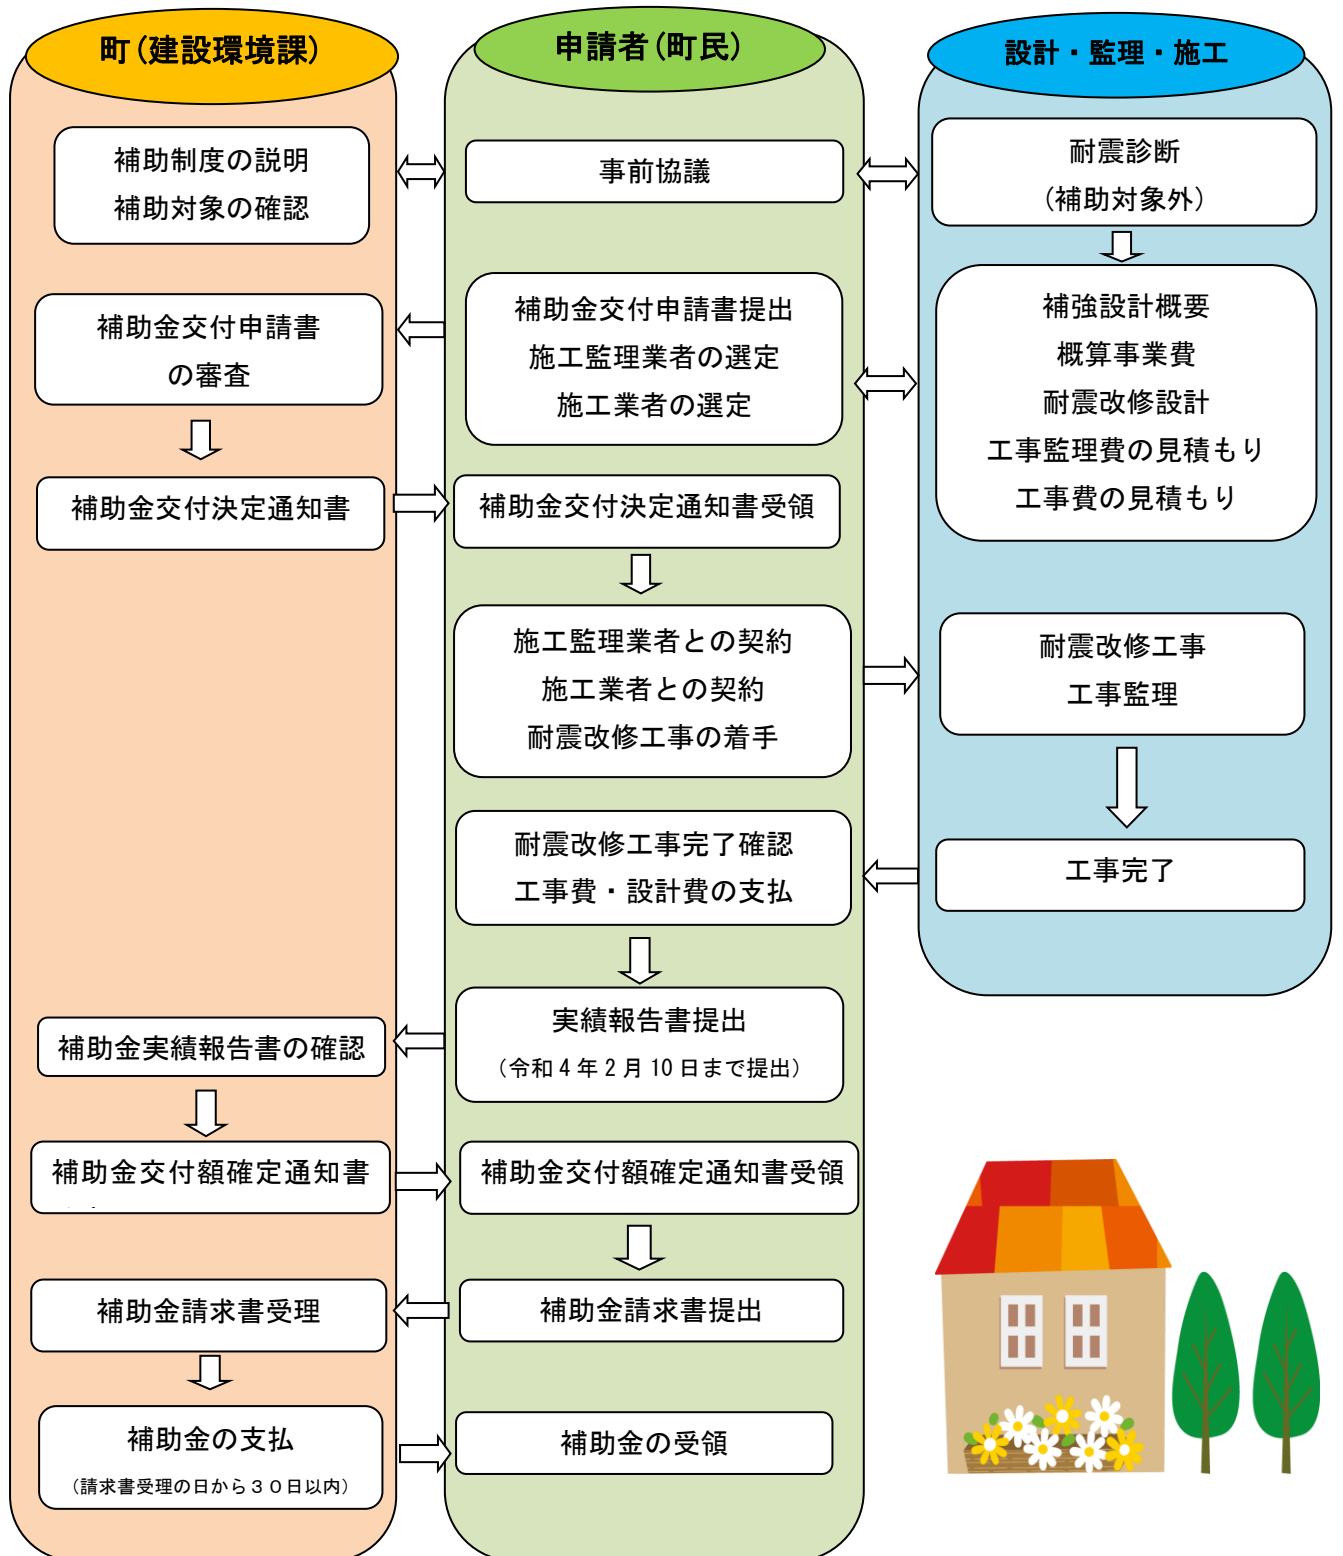 町(建設環境課)
申請者(町民)
設計・監理・施工
補助制度の説明
補助対象の確認
事前協議
耐震診断
(補助対象外)
補助金交付申請書
の審査
補助金交付申請書提出
施工監理業者の選定
施工業者の選定
補強設計概要
概算事業費
耐震改修設計
工事監理費の見積もり
工事費の見積もり
補助金交付決定通知書
補助金交付決定通知書受領
施工監理業者との契約
施工業者との契約
耐震改修工事の着手
耐震改修工事
工事監理
耐震改修工事完了確認
工事費・設計費の支払
工事完了
補助金実績報告書の確認
実績報告書提出
(令和4年2月10日まで提出)
補助金交付額確定通知書
補助金交付額確定通知書受領
補助金請求書受理
補助金請求書提出
補助金の支払
(請求書受理の日から30日以内)
補助金の受領